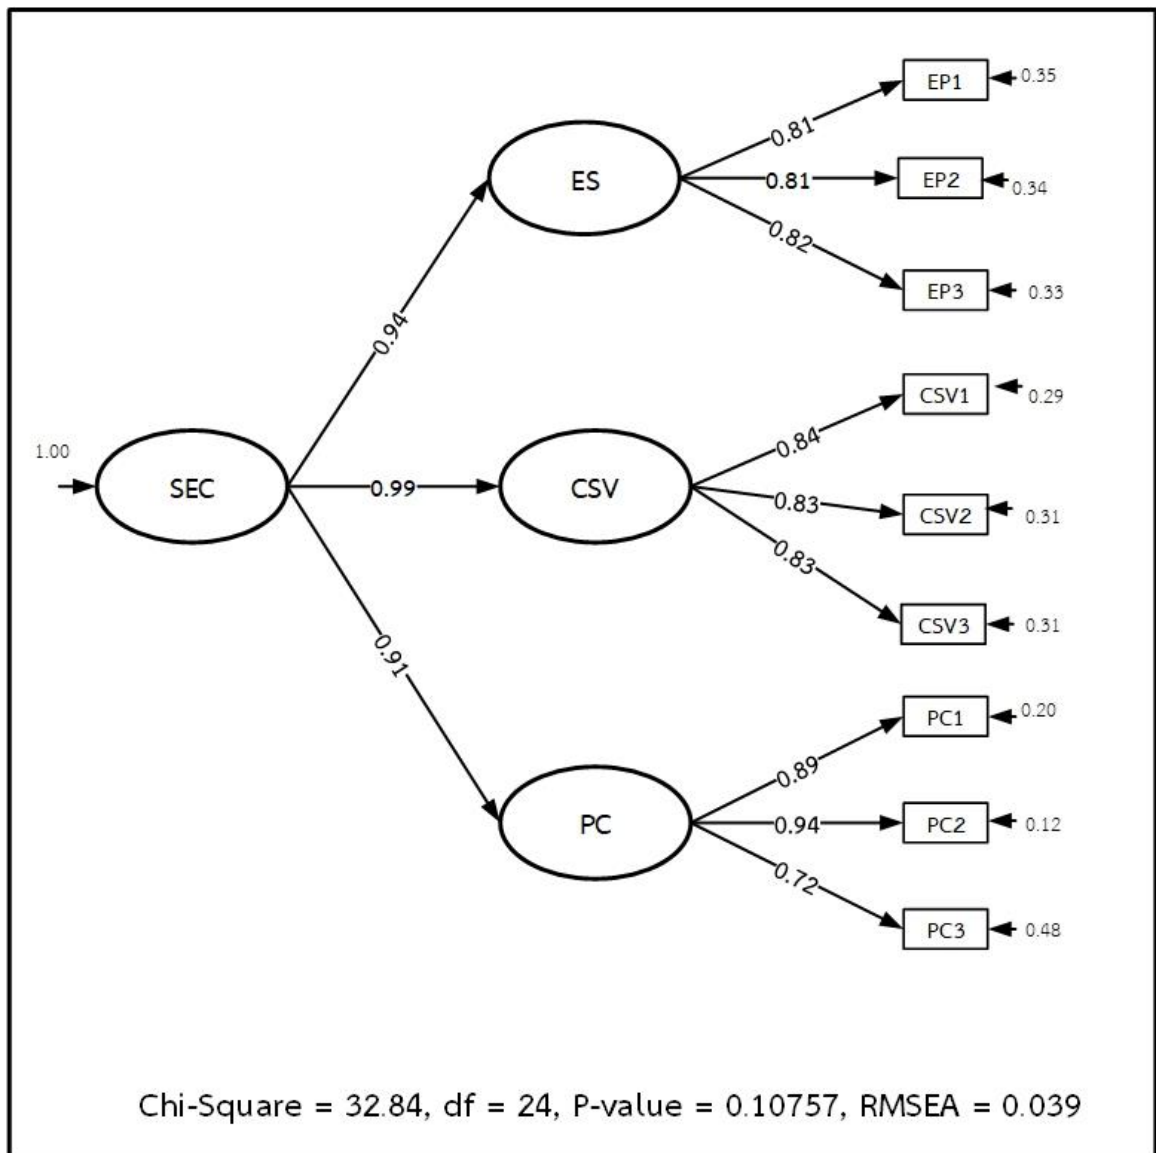 EP1
0.35
0.81
ES
EP2
0.81
0.34
0.82
EP3
0.33
0.94
CSV1
0.84
0.29
1.00
SEC
0.99
CSV
0.83
CSV2
0.31
0.83
CSV3
0.31
0.91
PC1
0.20
0.89
PC
0.94
PC2
0.12
0.72
PC3
0.48
Chi-Square = 32.84, df = 24, P-value = 0.10757, RMSEA = 0.039